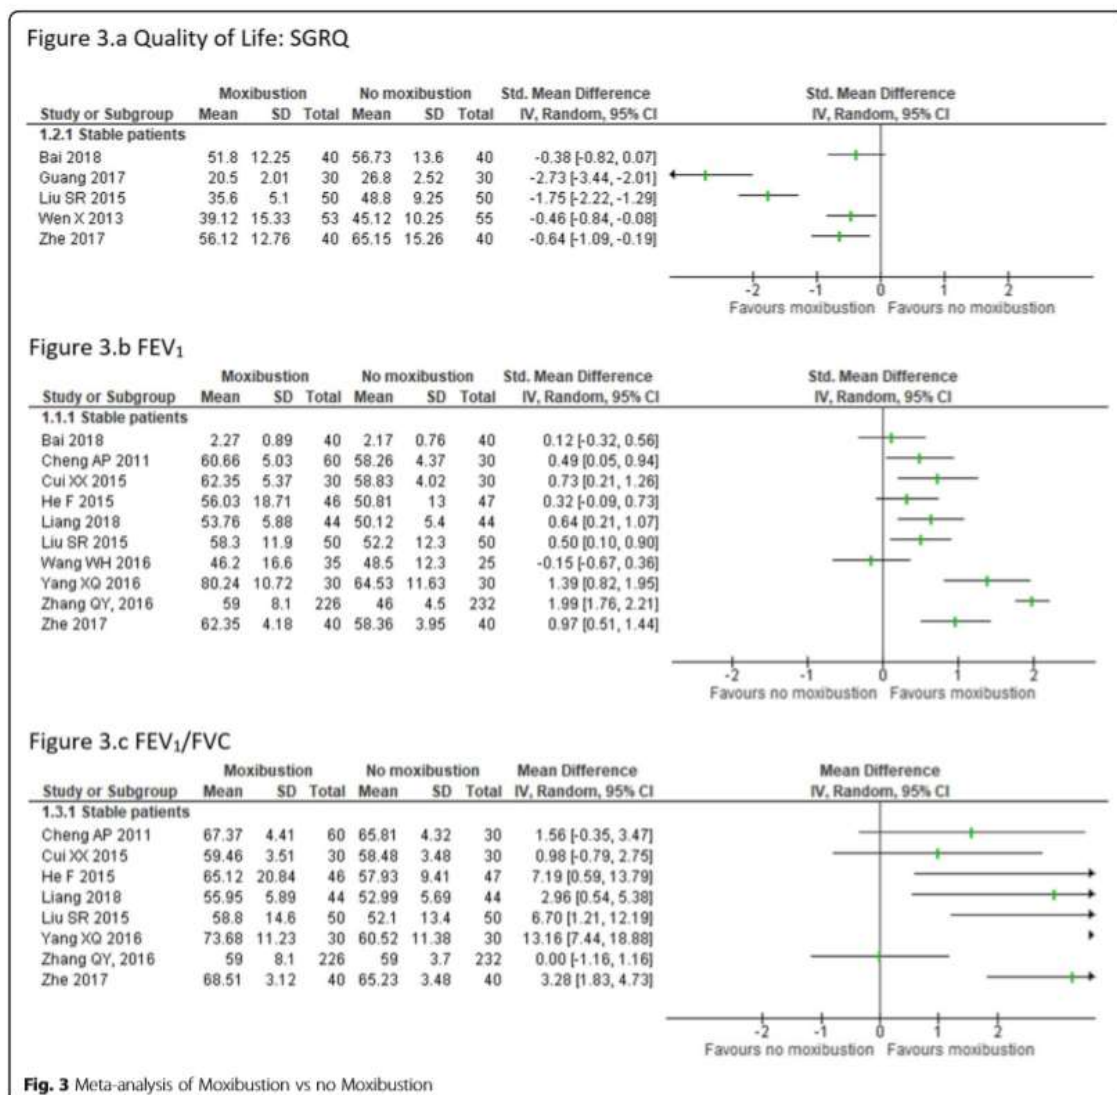 Figure 3.a Quality of Life: SGRQ
Moxibustion No moxibustion Std. Mean Difference Std. Mean Difference
Study or Subgroup Mean SD Total Mean SD Total IV, Random, 95% CI IV, Random, 95% CI
1.2.1 Stable patients
Bai 2018 51.8 12.25 40 56.73 13.6 40 -0.38 [-0.82, 0.07]
Guang 2017 20.5 2.01 30 26.8 2.52 30 -2.73 [-3.44, -2.01]
Liu SR 2015 35.6 5.1 50 48.8 9.25 50 -1.75 [-2.22, -1.29]
Wen X 2013 39.12 15.33 53 45.12 10.25 55 -0.46 [-0.84, -0.08]
Zhe 2017 56.12 12.76 40 65.15 15.26 40 -0.64 [-1.09, -0.19]
-2 -1 0 1 2
Favours moxibustion Favours no moxibustion
Figure 3.b FEV₁
Moxibustion No moxibustion Std. Mean Difference Std. Mean Difference
Study or Subgroup Mean SD Total Mean SD Total IV, Random, 95% CI IV, Random, 95% CI
1.1.1 Stable patients
Bai 2018 2.27 0.89 40 2.17 0.76 40 0.12 [-0.32, 0.56]
Cheng AP 2011 60.66 5.03 60 58.26 4.37 30 0.49 [0.05, 0.94]
Cui XX 2015 62.35 5.37 30 58.83 4.02 30 0.73 [0.21, 1.26]
He F 2015 56.03 18.71 46 50.81 13 47 0.32 [-0.09, 0.73]
Liang 2018 53.76 5.88 44 50.12 5.4 44 0.64 [0.21, 1.07]
Liu SR 2015 58.3 11.9 50 52.2 12.3 50 0.50 [0.10, 0.90]
Wang WH 2016 46.2 16.6 35 48.5 12.3 25 -0.15 [-0.67, 0.36]
Yang XQ 2016 80.24 10.72 30 64.53 11.63 30 1.39 [0.82, 1.95]
Zhang QY, 2016 59 8.1 226 46 4.5 232 1.99 [1.76, 2.21]
Zhe 2017 62.35 4.18 40 58.36 3.95 40 0.97 [0.51, 1.44]
-2 -1 0 1 2
Favours no moxibustion Favours moxibustion
Figure 3.c FEV₁/FVC
Moxibustion No moxibustion Mean Difference Mean Difference
Study or Subgroup Mean SD Total Mean SD Total IV, Random, 95% CI IV, Random, 95% CI
1.3.1 Stable patients
Cheng AP 2011 67.37 4.41 60 65.81 4.32 30 1.56 [-0.35, 3.47]
Cui XX 2015 59.46 3.51 30 58.48 3.48 30 0.98 [-0.79, 2.75]
He F 2015 65.12 20.84 46 57.93 9.41 47 7.19 [0.59, 13.79]
Liang 2018 55.95 5.89 44 52.99 5.69 44 2.96 [0.54, 5.38]
Liu SR 2015 58.8 14.6 50 52.1 13.4 50 6.70 [1.21, 12.19]
Yang XQ 2016 73.68 11.23 30 60.52 11.38 30 13.16 [7.44, 18.88]
Zhang QY, 2016 59 8.1 226 59 3.7 232 0.00 [-1.16, 1.16]
Zhe 2017 68.51 3.12 40 65.23 3.48 40 3.28 [1.83, 4.73]
-2 -1 0 1 2
Favours no moxibustion Favours moxibustion
Fig. 3 Meta-analysis of Moxibustion vs no Moxibustion